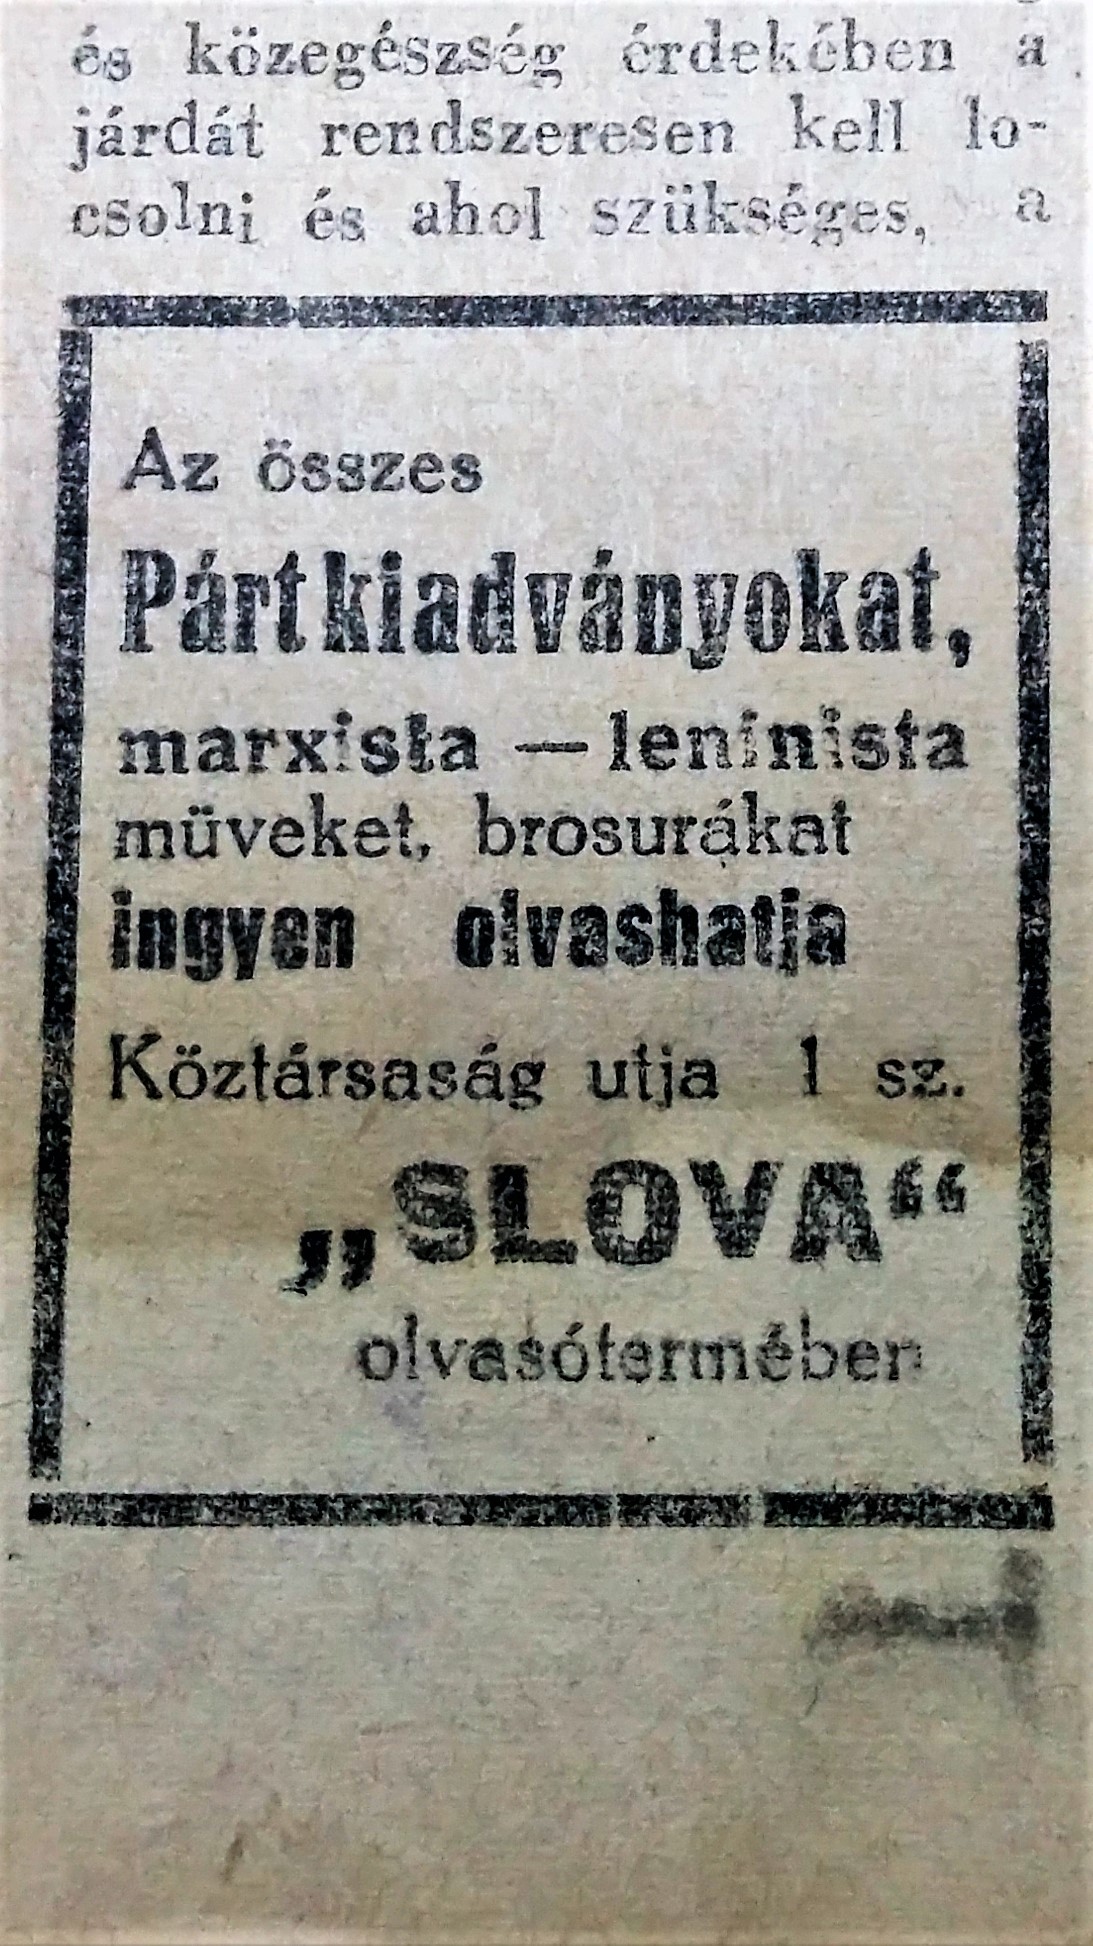 és közegészség érdekében a
járdát rendszeresen kell lo-
csolni és ahol szükséges, a
Az összes
Pártkiadványokat,
marxista — leninista
müveket, brosurákat
ingyen olvashatja
Köztársaság utja 1 sz.
„SLOVA“
olvasótermében